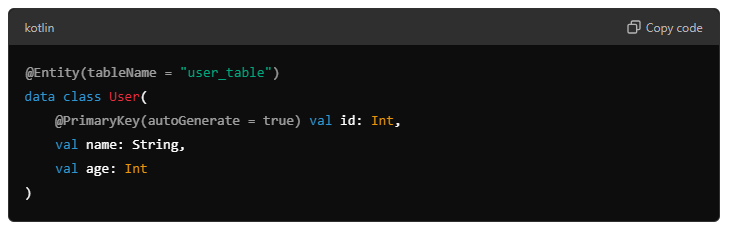 kotlin
Copy code
@Entity(tableName = "user_table")
data class User(
    @PrimaryKey(autoGenerate = true) val id: Int,
    val name: String,
    val age: Int
)